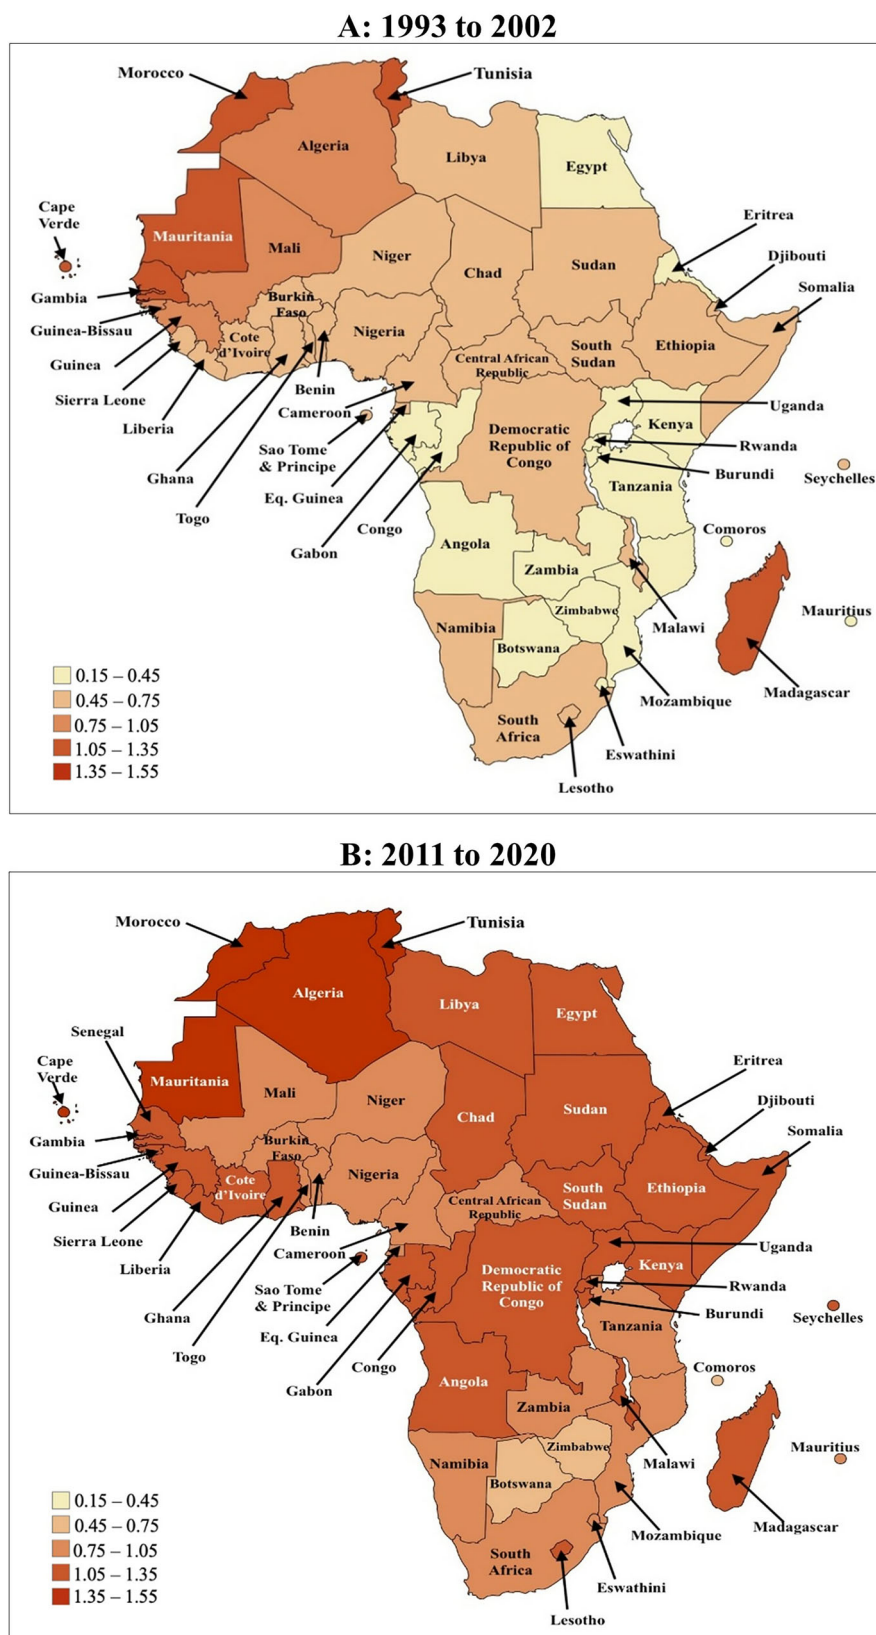 A: 1993 to 2002
Morocco
Tunisia
Algeria
Libya
Egypt
Cape
Verde
Mauritania
Mali
Niger
Chad
Sudan
Eritrea
Djibouti
Somalia
Gambia
Guinea-Bissau
Burkin
Faso
Nigeria
Cote
d'Ivoire
Guinea
Sierra Leone
Liberia
Ghana
Togo
Benin
Cameroon
Central African
Republic
South
Sudan
Ethiopia
Sao Tome
& Principe
Eq. Guinea
Gabon
Congo
Democratic
Republic of
Congo
Uganda
Kenya
Rwanda
Burundi
Tanzania
Seychelles
Comoros
Angola
Zambia
Malawi
Mauritius
Zimbabwe
Namibia
Botswana
Mozambique
Madagascar
South
Africa
Eswathini
Lesotho
0.15 – 0.45
0.45 – 0.75
0.75 – 1.05
1.05 – 1.35
1.35 – 1.55
B: 2011 to 2020
Morocco
Tunisia
Algeria
Libya
Egypt
Senegal
Cape
Verde
Mauritania
Mali
Niger
Chad
Sudan
Eritrea
Djibouti
Somalia
Gambia
Guinea-Bissau
Burkin
Faso
Nigeria
Cote
d'Ivoire
Guinea
Sierra Leone
Liberia
Ghana
Togo
Benin
Cameroon
Central African
Republic
South
Sudan
Ethiopia
Sao Tome
& Principe
Eq. Guinea
Gabon
Congo
Democratic
Republic of
Congo
Uganda
Kenya
Rwanda
Burundi
Tanzania
Seychelles
Comoros
Angola
Zambia
Malawi
Mauritius
Zimbabwe
Namibia
Botswana
Mozambique
Madagascar
South
Africa
Eswathini
Lesotho
0.15 – 0.45
0.45 – 0.75
0.75 – 1.05
1.05 – 1.35
1.35 – 1.55